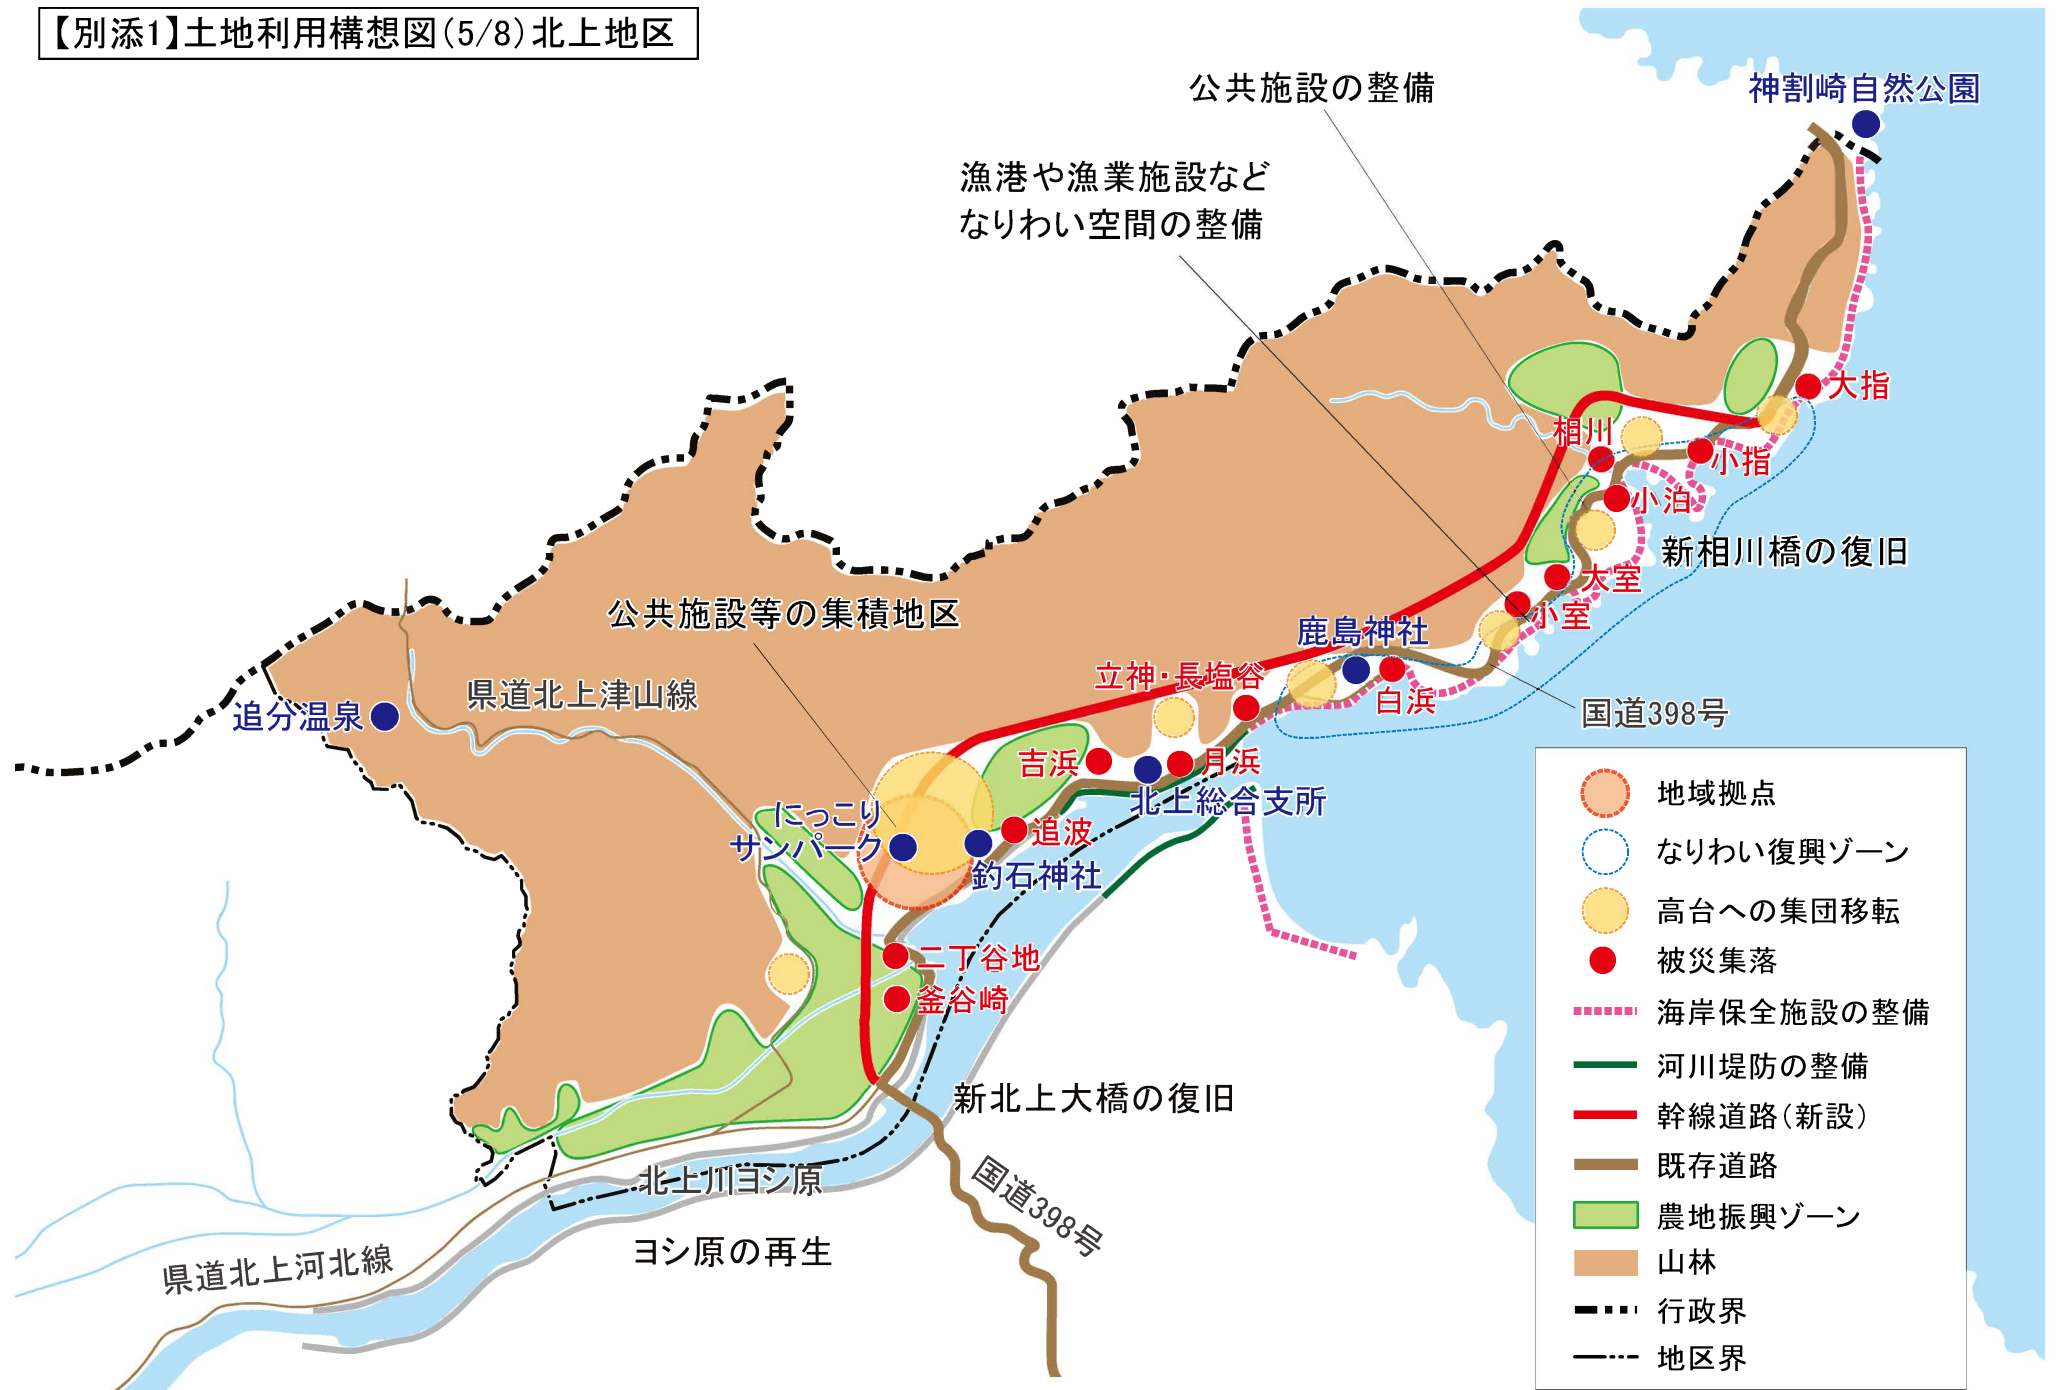 【別添1】土地利用構想図(5/8)北上地区
公共施設の整備
神割崎自然公園
漁港や漁業施設など
なりわい空間の整備
大指
相川
小指
小泊
新相川橋の復旧
大室
小室
公共施設等の集積地区
鹿島神社
立神・長塩谷
白浜
国道398号
県道北上津山線
追分温泉
吉浜
月浜
北上総合支所
にっこり
サンパーク
追波
釣石神社
二丁谷地
釜谷崎
新北上大橋の復旧
北上川ヨシ原
国道398号
ヨシ原の再生
県道北上河北線
地域拠点
なりわい復興ゾーン
高台への集団移転
被災集落
海岸保全施設の整備
河川堤防の整備
幹線道路(新設)
既存道路
農地振興ゾーン
山林
行政界
地区界